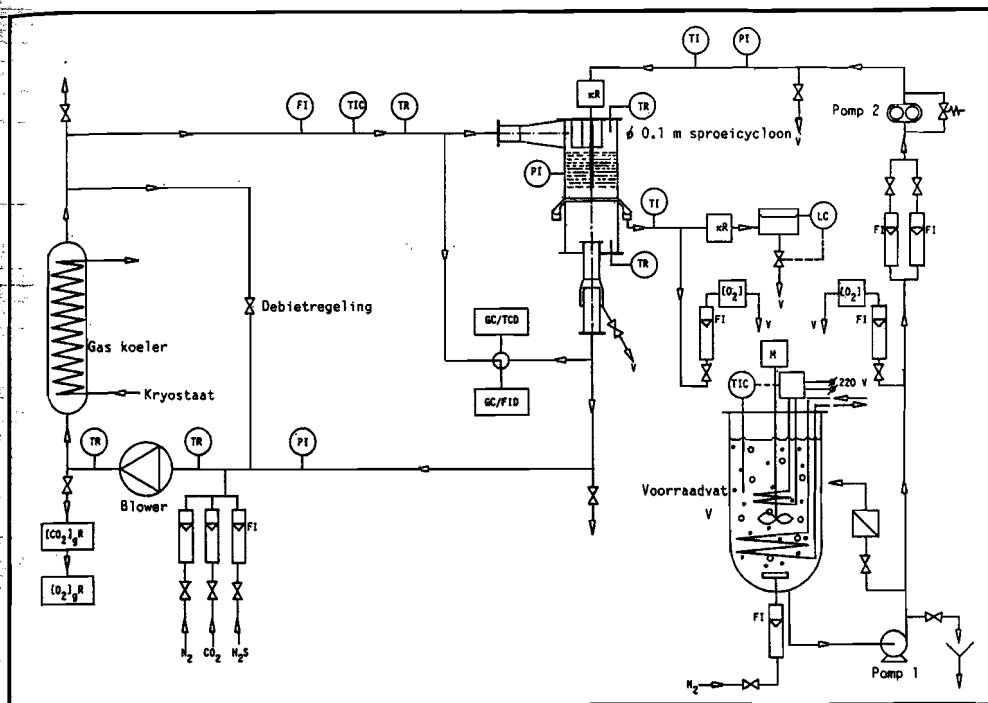 TI
PI
ϰR
TR
Pomp 2
FI
TIC
TR
φ 0.1 m sproeicycloon
V
PI
TI
ϰR
LC
FI
FI
TR
V
Debietregeling
[O₂]
[O₂]
FI
V
V
FI
GC/TCD
M
Gas koeler
V
TIC
220 V
Kryostaat
GC/FID
TR
TR
PI
Voorraadvat
V
Blower
FI
[CO₂]gR
[O₂]gR
FI
N₂
CO₂
H₂S
Pomp 1
N₂